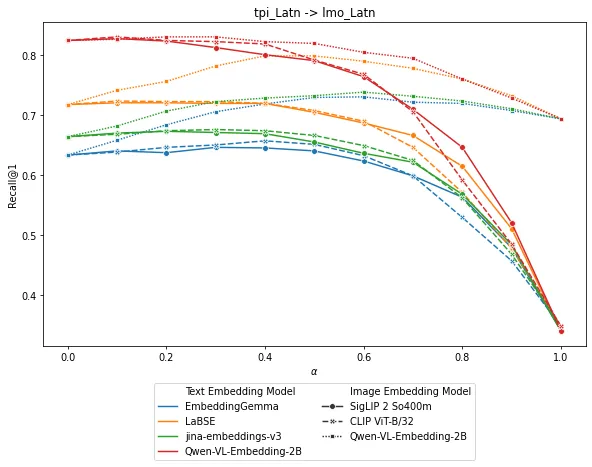 tpi_Latn -> lmo_Latn
Recall@1
0.8
0.7
0.6
0.5
0.4
0.0
0.2
0.4
0.6
0.8
1.0
α
Text Embedding Model
EmbeddingGemma
LaBSE
jina-embeddings-v3
Qwen-VL-Embedding-2B
Image Embedding Model
SigLIP 2 So400m
CLIP ViT-B/32
Qwen-VL-Embedding-2B